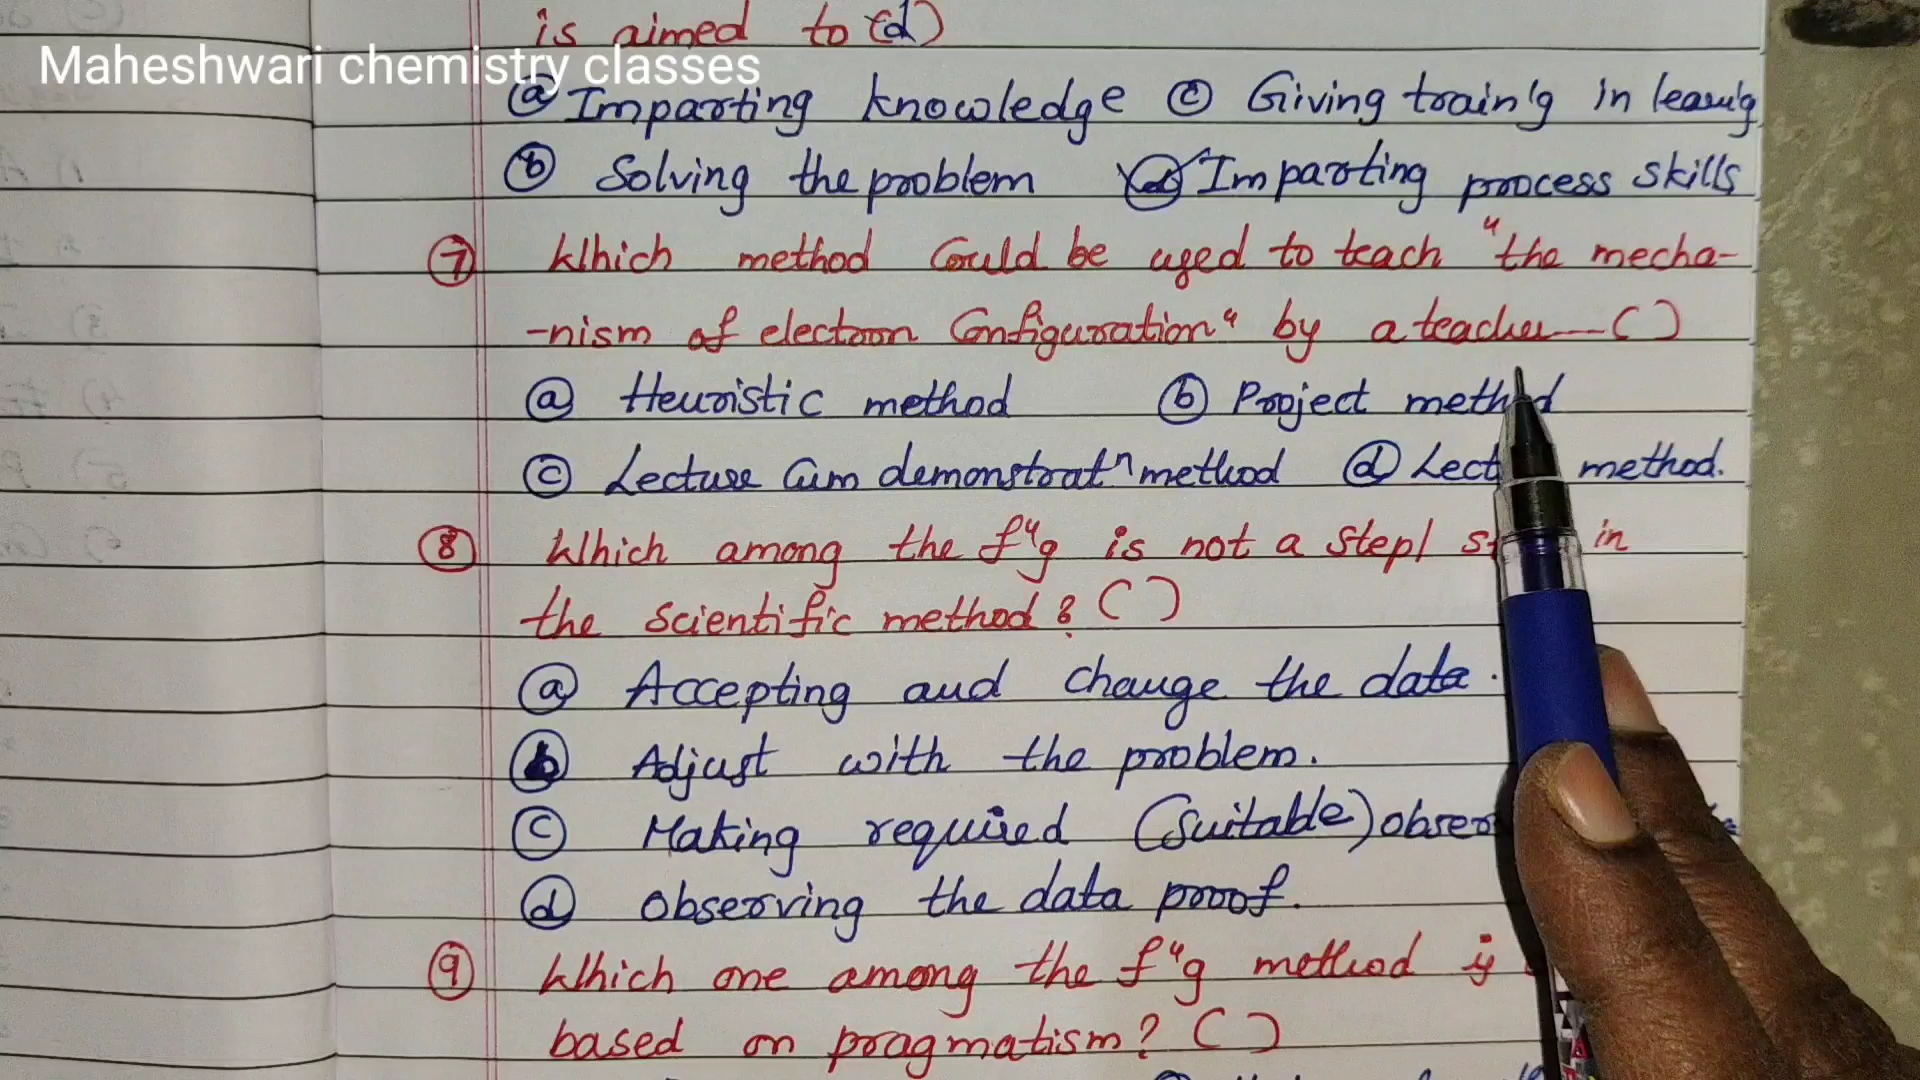 is aimed to (d)
Maheshwari chemistry classes
(a) Imparting knowledge (c) Giving train'g in learn'g
(b) Solving the problem (d) Imparting process skills
(7) Which method Could be used to teach "the mecha-
-nism of electron Configuration" by a teacher — ( )
(a) Heuristic method (b) Project method
(c) Lecture Cum demonstratn method (d) Lect method.
(8) Which among the f"g is not a step/ in
the scientific method? ( )
(a) Accepting and change the data.
(b) Adjust with the problem.
(c) Making required (suitable) obser
(d) Observing the data proof.
(9) Which one among the f"g method is
based on pragmatism? ( )